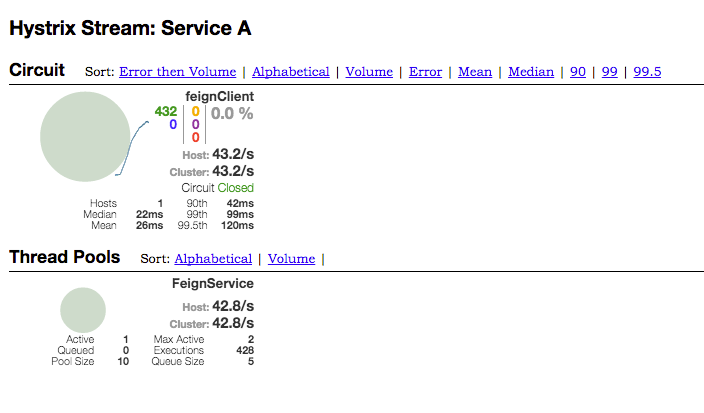 Hystrix Stream: Service A
Circuit Sort: Error then Volume | Alphabetical | Volume | Error | Mean | Median | 90 | 99 | 99.5
feignClient
432 0 0.0 %
0 0
0
Host: 43.2/s
Cluster: 43.2/s
Circuit Closed
Hosts 1 90th 42ms
Median 22ms 99th 99ms
Mean 26ms 99.5th 120ms
Thread Pools Sort: Alphabetical | Volume |
FeignService
Host: 42.8/s
Cluster: 42.8/s
Active 1 Max Active 2
Queued 0 Executions 428
Pool Size 10 Queue Size 5